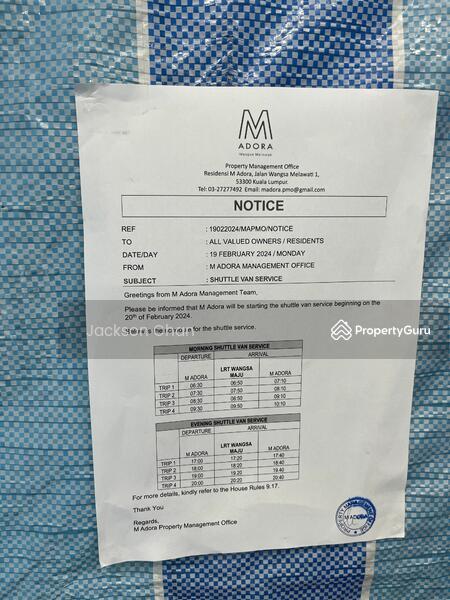 M
ADORA
Wangsa Melawati
Property Management Office
Residensi M Adora, Jalan Wangsa Melawati 1,
53300 Kuala Lumpur.
Tel: 03-27277492 Email: madora.pmo@gmail.com
NOTICE
REF : 19022024/MAPMO/NOTICE
TO : ALL VALUED OWNERS / RESIDENTS
DATE/DAY : 19 FEBRUARY 2024 / MONDAY
FROM : M ADORA MANAGEMENT OFFICE
SUBJECT : SHUTTLE VAN SERVICE
Greetings from M Adora Management Team,
Please be informed that M Adora will be starting the shuttle van service beginning on the
20th of February 2024.
for the shuttle service.
Jackson Chan
PropertyGuru
MORNING SHUTTLE VAN SERVICE
DEPARTURE ARRIVAL
M ADORA LRT WANGSA MAJU M ADORA
TRIP 1 06:30 06:50 07:10
TRIP 2 07:30 07:50 08:10
TRIP 3 08:30 08:50 09:10
TRIP 4 09:30 09:50 10:10
EVENING SHUTTLE VAN SERVICE
DEPARTURE ARRIVAL
M ADORA LRT WANGSA MAJU M ADORA
TRIP 1 17:00 17:20 17:40
TRIP 2 18:00 18:20 18:40
TRIP 3 19:00 19:20 19:40
TRIP 4 20:00 20:20 20:40
For more details, kindly refer to the House Rules 9.17.
Thank You
Regards,
M Adora Property Management Office
M ADORA